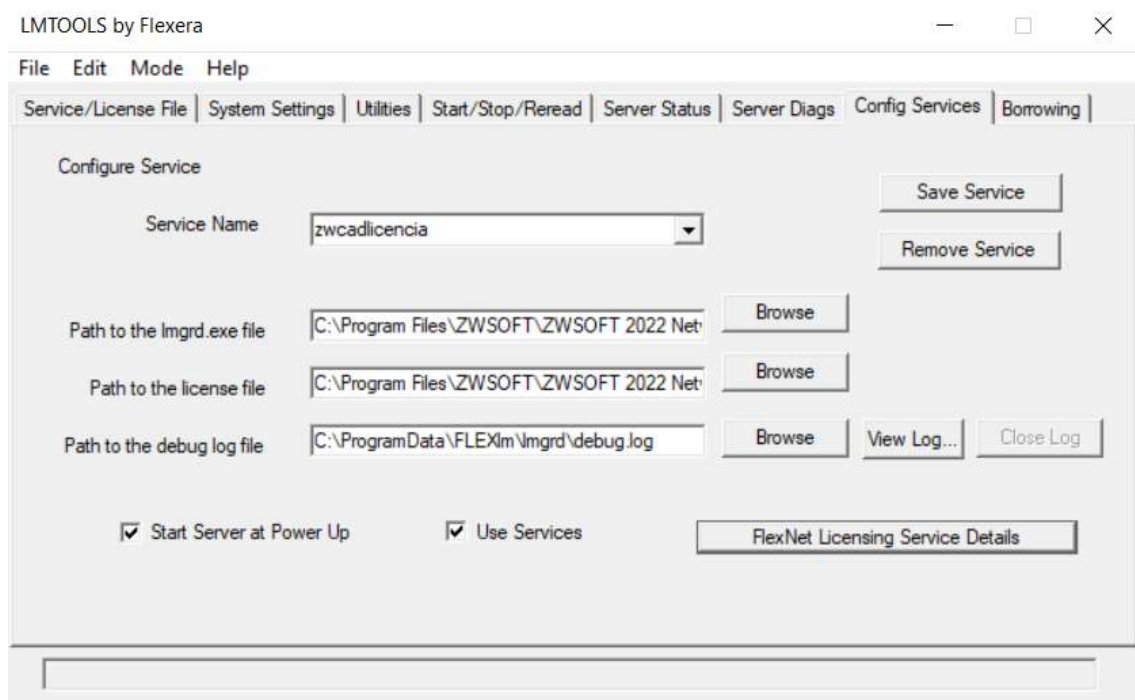 LMTOOLS by Flexera
File Edit Mode Help
Service/License File System Settings Utilities Start/Stop/Reread Server Status Server Diags Config Services Borrowing
Configure Service
Save Service
Service Name zwcadlicencia
Remove Service
Path to the lmgrd.exe file C:\Program Files\ZWSOFT\ZWSOFT 2022 Net Browse
Path to the license file C:\Program Files\ZWSOFT\ZWSOFT 2022 Net Browse
Path to the debug log file C:\ProgramData\FLEXlm\lmgrd\debug.log Browse View Log... Close Log
Start Server at Power Up Use Services FlexNet Licensing Service Details